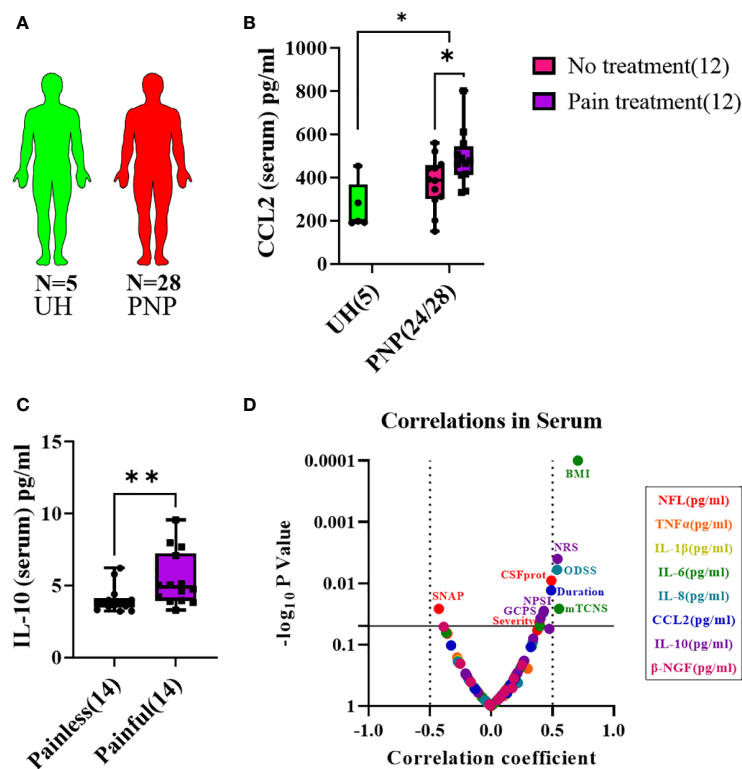 A
N=5
UH
N=28
PNP
B
*
*
CCL2 (serum) pg/ml
1000
800
600
400
200
0
UH(5)
PNP(24/28)
No treatment(12)
Pain treatment(12)
C
**
IL-10 (serum) pg/ml
15
10
5
0
Painless(14)
Painful(14)
D
Correlations in Serum
-log10 P Value
0.0001
0.001
0.01
0.1
1
BMI
NRS
ODSS
CSFprot
Duration
SNAP
NPSI
mTCNS
GCPS
Severity
-1.0
-0.5
0.0
0.5
1.0
Correlation coefficient
NFL(pg/ml)
TNFα(pg/ml)
IL-1β(pg/ml)
IL-6(pg/ml)
IL-8(pg/ml)
CCL2(pg/ml)
IL-10(pg/ml)
β-NGF(pg/ml)